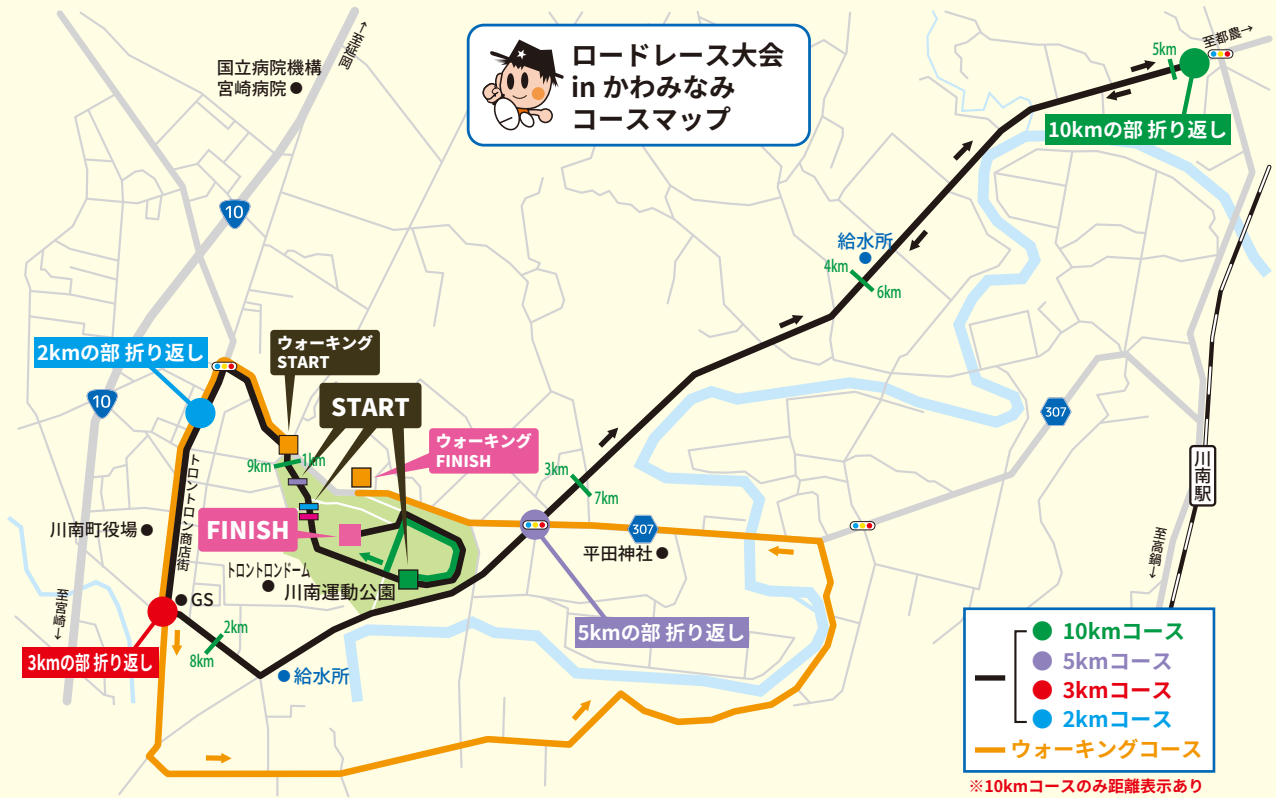 ロードレース大会
in かわみなみ
コースマップ
←至延岡
国立病院機構
宮崎病院
至都農→
5km
10kmの部 折り返し
10
給水所
4km
6km
ウォーキング
START
2kmの部 折り返し
10
START
307
ウォーキング
FINISH
9km
1km
3km
7km
トロントロン商店街
川南駅
FINISH
川南町役場
307
平田神社
至高鍋→
トロントロンドーム
川南運動公園
至宮崎→
GS
2km
8km
5kmの部 折り返し
3kmの部 折り返し
給水所
10kmコース
5kmコース
3kmコース
2kmコース
ウォーキングコース
※10kmコースのみ距離表示あり